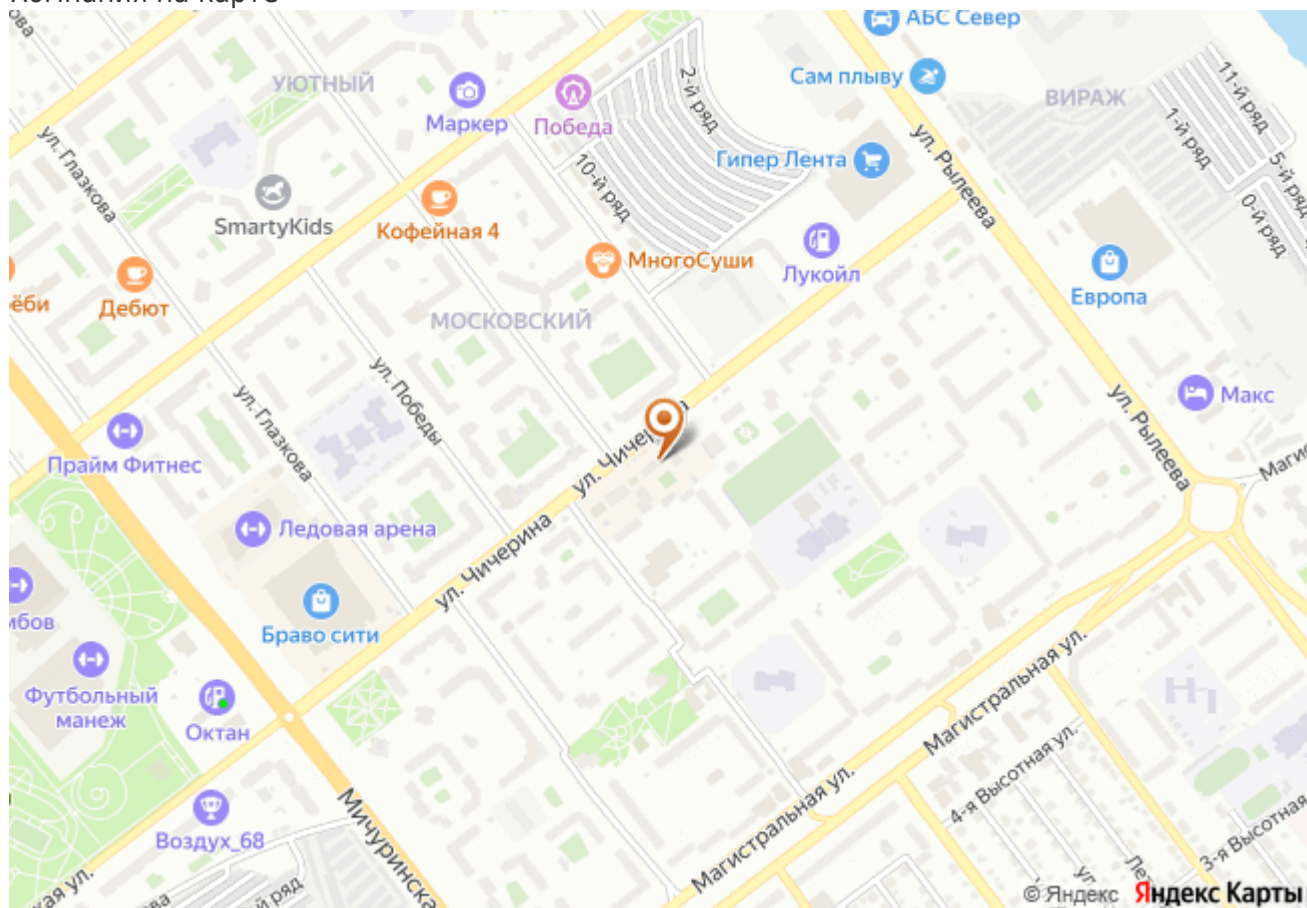 АБС Север
УЮТНЫЙ
2-й ряд
Сам плыву
ВИРАЖ
11-й ряд
1-й ряд
5-й ряд
0-й ряд
Маркер
Победа
ул. Рылеева
Гипер Лента
10-й ряд
ул. Глазкова
SmartyKids
Кофейная 4
МногоСуши
Лукойл
Европа
Дебют
МОСКОВСКИЙ
ул. Победы
ул. Глазкова
Макс
ул. Рылеева
Прайм Фитнес
ул. Чичерина
Ледовая арена
ул. Чичерина
Браво сити
Футбольный
манеж
Октан
Магистральная ул.
4-я Высотная ул.
3-я Высотная
Воздух_68
Мичуринска
Магистральная ул.
© Яндекс Яндекс Карты